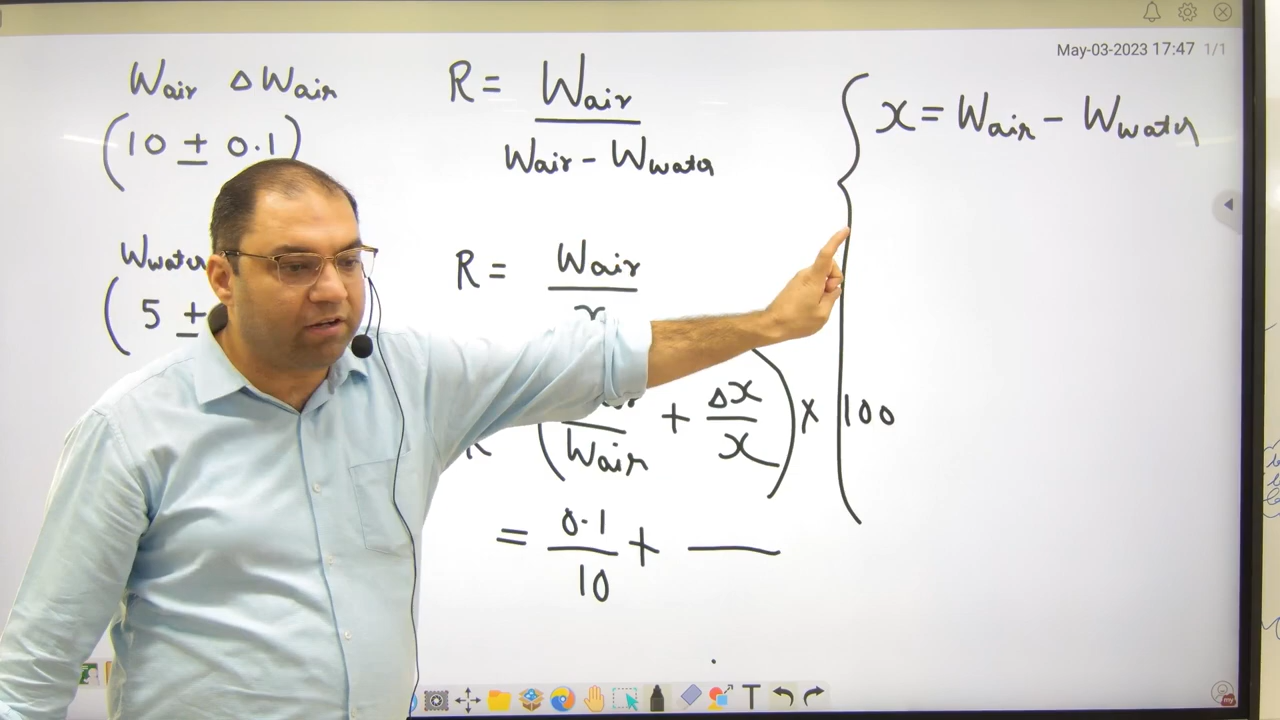 May-03-2023 17:47 1/1
Wair Δ Wair
(10 ± 0.1)
Wwater
(5 ±
R = Wair / Wair - Wwater
R = Wair / x
Wair + Δx / x) × 100
= 0.1 / 10 +
x = Wair - Wwater
T